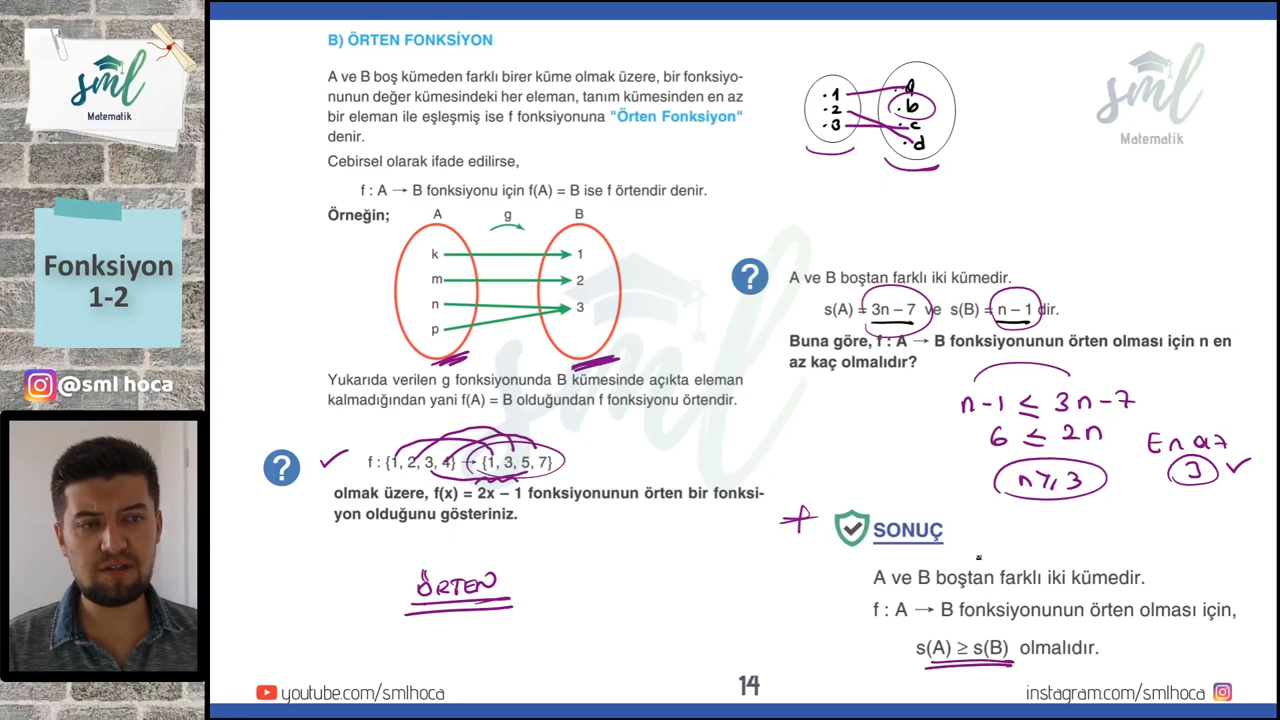 sml
Matematik
Fonksiyon
1-2
@sml hoca
B) ÖRTEN FONKSİYON
A ve B boş kümeden farklı birer küme olmak üzere, bir fonksiyo-
nunun değer kümesindeki her eleman, tanım kümesinden en az
bir eleman ile eşleşmiş ise f fonksiyonuna "Örten Fonksiyon"
denir.
Cebirsel olarak ifade edilirse,
f : A → B fonksiyonu için f(A) = B ise f örtendir denir.
Örneğin;
A g B
k 1
m 2
n 3
p
Yukarıda verilen g fonksiyonunda B kümesinde açıkta eleman
kalmadığından yani f(A) = B olduğundan f fonksiyonu örtendir.
? f : {1, 2, 3, 4} → {1, 3, 5, 7}
olmak üzere, f(x) = 2x – 1 fonksiyonunun örten bir fonksi-
yon olduğunu gösteriniz.
ÖRTEN
.1 a
.2 .b
.3 .c
.d
sml
Matematik
? A ve B boştan farklı iki kümedir.
s(A) = 3n – 7 ve s(B) = n – 1 dir.
Buna göre, f : A → B fonksiyonunun örten olması için n en
az kaç olmalıdır?
n - 1 ≤ 3n - 7
6 ≤ 2n
n ≥ 3
En az
3
SONUÇ
A ve B boştan farklı iki kümedir.
f : A → B fonksiyonunun örten olması için,
s(A) ≥ s(B) olmalıdır.
youtube.com/smlhoca
14
instagram.com/smlhoca